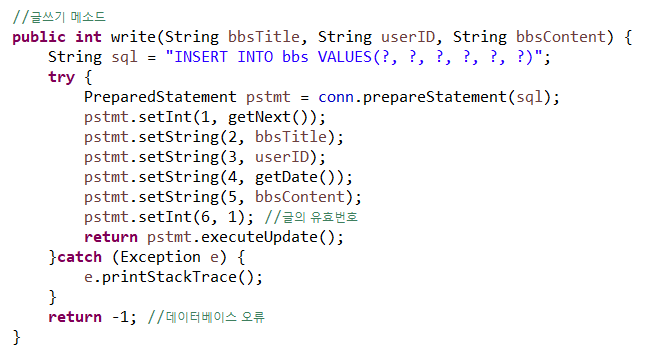 //글쓰기 메소드
public int write(String bbsTitle, String userID, String bbsContent) {
    String sql = "INSERT INTO bbs VALUES(?, ?, ?, ?, ?, ?)";
    try {
        PreparedStatement pstmt = conn.prepareStatement(sql);
        pstmt.setInt(1, getNext());
        pstmt.setString(2, bbsTitle);
        pstmt.setString(3, userID);
        pstmt.setString(4, getDate());
        pstmt.setString(5, bbsContent);
        pstmt.setInt(6, 1); //글의 유효번호
        return pstmt.executeUpdate();
    }catch (Exception e) {
        e.printStackTrace();
    }
    return -1; //데이터베이스 오류
}